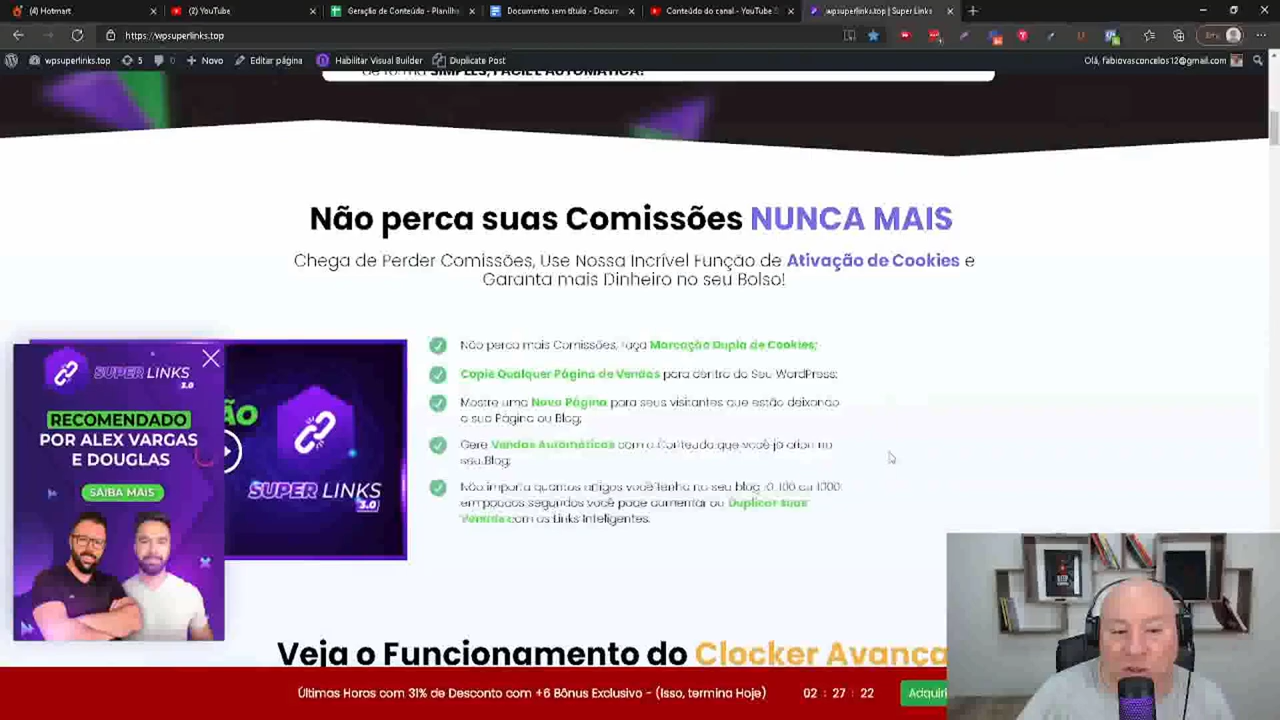 (4) Hotmart
(2) YouTube
Geração de Conteúdo - Planilh
Documento sem título - Docum
Conteúdo do canal - YouTube S
wpsuperlinks.top | Super Links
https://wpsuperlinks.top
wpsuperlinks.top
5
0
Novo
Editar página
Habilitar Visual Builder
Duplicate Post
Olá, fabiovasconcelos12@gmail.com
de forma SIMPLES, FÁCIL E AUTOMÁTICA!
Não perca suas Comissões NUNCA MAIS
Chega de Perder Comissões, Use Nossa Incrível Função de Ativação de Cookies e
Garanta mais Dinheiro no seu Bolso!
Não perca mais Comissões, faça Marcação Dupla de Cookies;
Copie Qualquer Página de Vendas para dentro do Seu WordPress;
Mostre uma Nova Página para seus visitantes que estão deixando
a sua Página ou Blog;
Gere Vendas Automáticas com o Conteúdo que você já criou no
seu Blog;
Não importa quantos artigos você tenha no seu blog 10, 100 ou 1.000
em poucos segundos você pode aumentar ou Duplicar suas
Vendas com os Links Inteligentes.
SUPER LINKS
3.0
RECOMENDADO
POR ALEX VARGAS
E DOUGLAS
SAIBA MAIS
ÃO
SUPER LINKS
3.0
Veja o Funcionamento do Clocker Avança
Últimas Horas com 31% de Desconto com +6 Bônus Exclusivo - (Isso, termina Hoje)
02 : 27 : 22
Adquiri